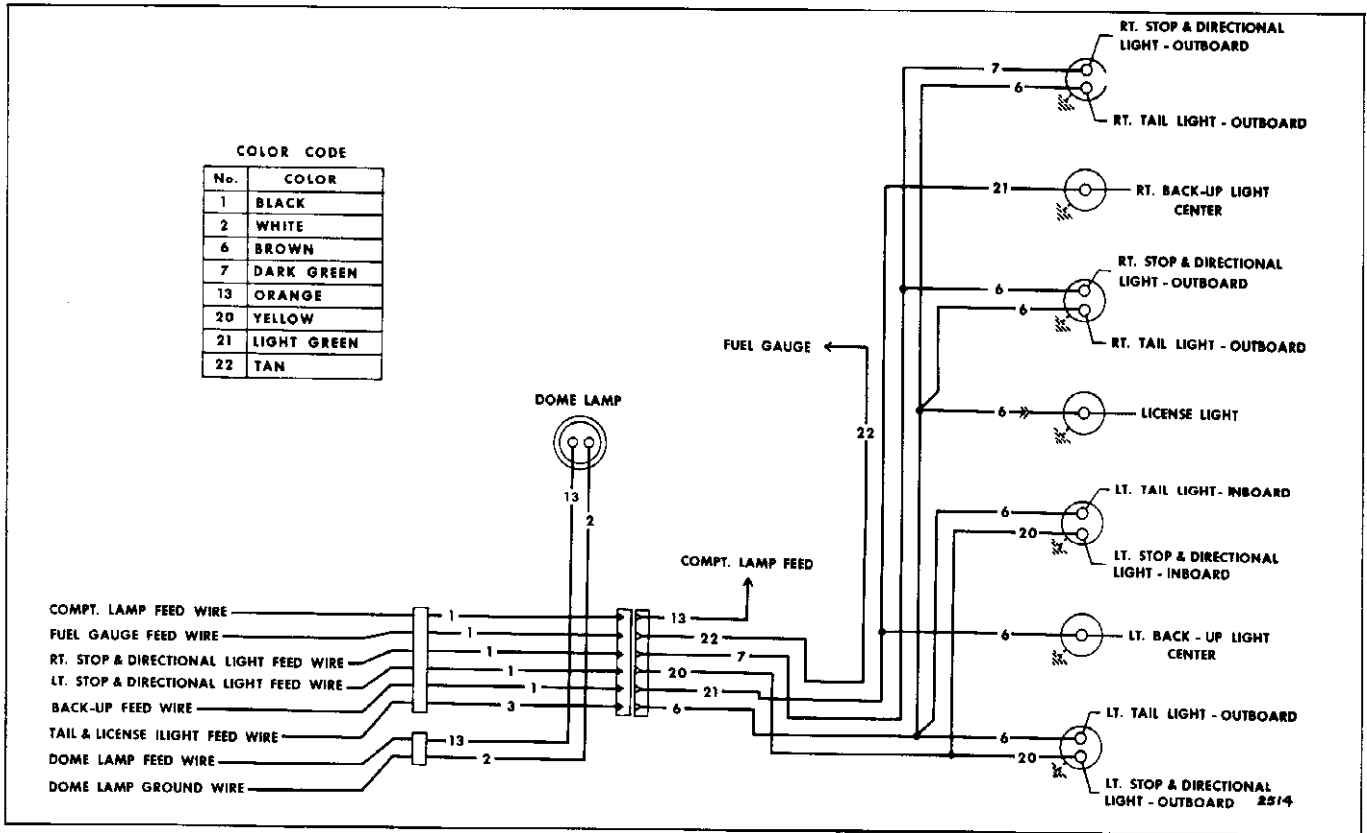 COLOR CODE
No. COLOR
1 BLACK
2 WHITE
6 BROWN
7 DARK GREEN
13 ORANGE
20 YELLOW
21 LIGHT GREEN
22 TAN
DOME LAMP
13
2
FUEL GAUGE
22
COMPT. LAMP FEED
COMPT. LAMP FEED WIRE
FUEL GAUGE FEED WIRE
RT. STOP & DIRECTIONAL LIGHT FEED WIRE
LT. STOP & DIRECTIONAL LIGHT FEED WIRE
BACK-UP FEED WIRE
TAIL & LICENSE ILIGHT FEED WIRE
DOME LAMP FEED WIRE
DOME LAMP GROUND WIRE
1
1
1
1
1
3
13
2
13
22
7
20
21
6
7
6
RT. STOP & DIRECTIONAL
LIGHT - OUTBOARD
RT. TAIL LIGHT - OUTBOARD
21
RT. BACK-UP LIGHT
CENTER
6
6
RT. STOP & DIRECTIONAL
LIGHT - OUTBOARD
RT. TAIL LIGHT - OUTBOARD
6
LICENSE LIGHT
6
20
LT. TAIL LIGHT - INBOARD
LT. STOP & DIRECTIONAL
LIGHT - INBOARD
6
LT. BACK - UP LIGHT
CENTER
6
20
LT. TAIL LIGHT - OUTBOARD
LT. STOP & DIRECTIONAL
LIGHT - OUTBOARD 2514